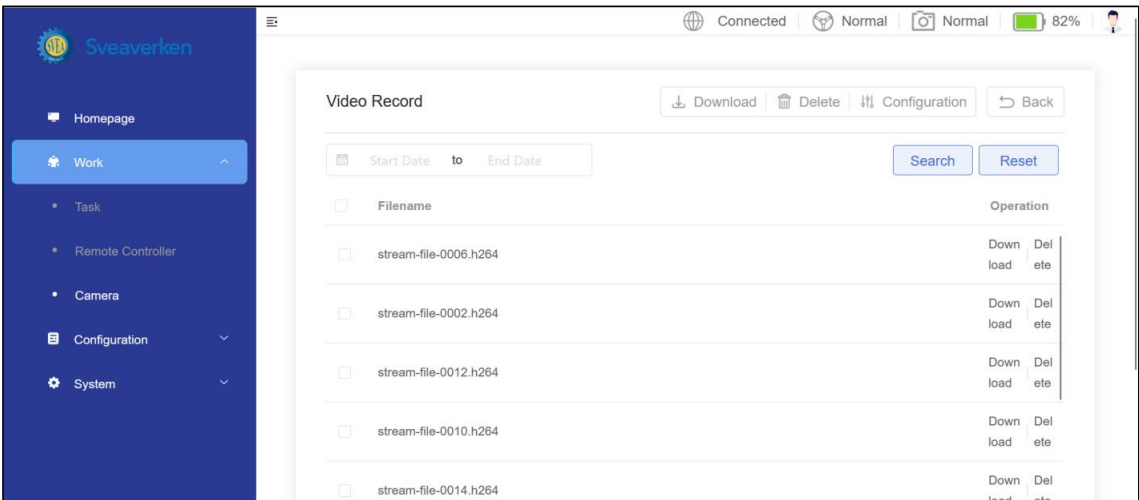 Connected Normal Normal 82%
SVEA Sveaverken
Video Record Download Delete Configuration Back
Homepage
Work
Start Date to End Date Search Reset
Task
Filename Operation
Remote Controller
stream-file-0006.h264
Down load Del ete
Camera
stream-file-0002.h264
Down load Del ete
Configuration
stream-file-0012.h264
Down load Del ete
System
stream-file-0010.h264
Down load Del ete
stream-file-0014.h264
Down Del